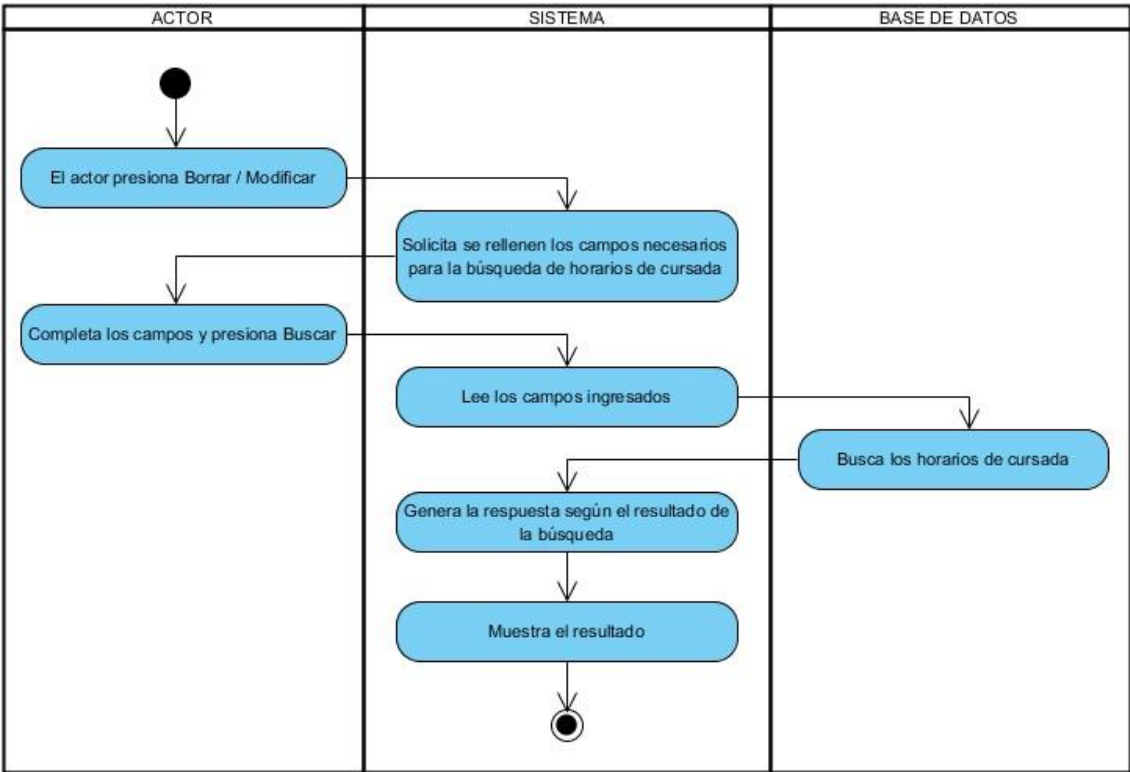 ACTOR
SISTEMA
BASE DE DATOS
El actor presiona Borrar / Modificar
Solicita se rellenen los campos necesarios
para la búsqueda de horarios de cursada
Completa los campos y presiona Buscar
Lee los campos ingresados
Busca los horarios de cursada
Genera la respuesta según el resultado de
la búsqueda
Muestra el resultado